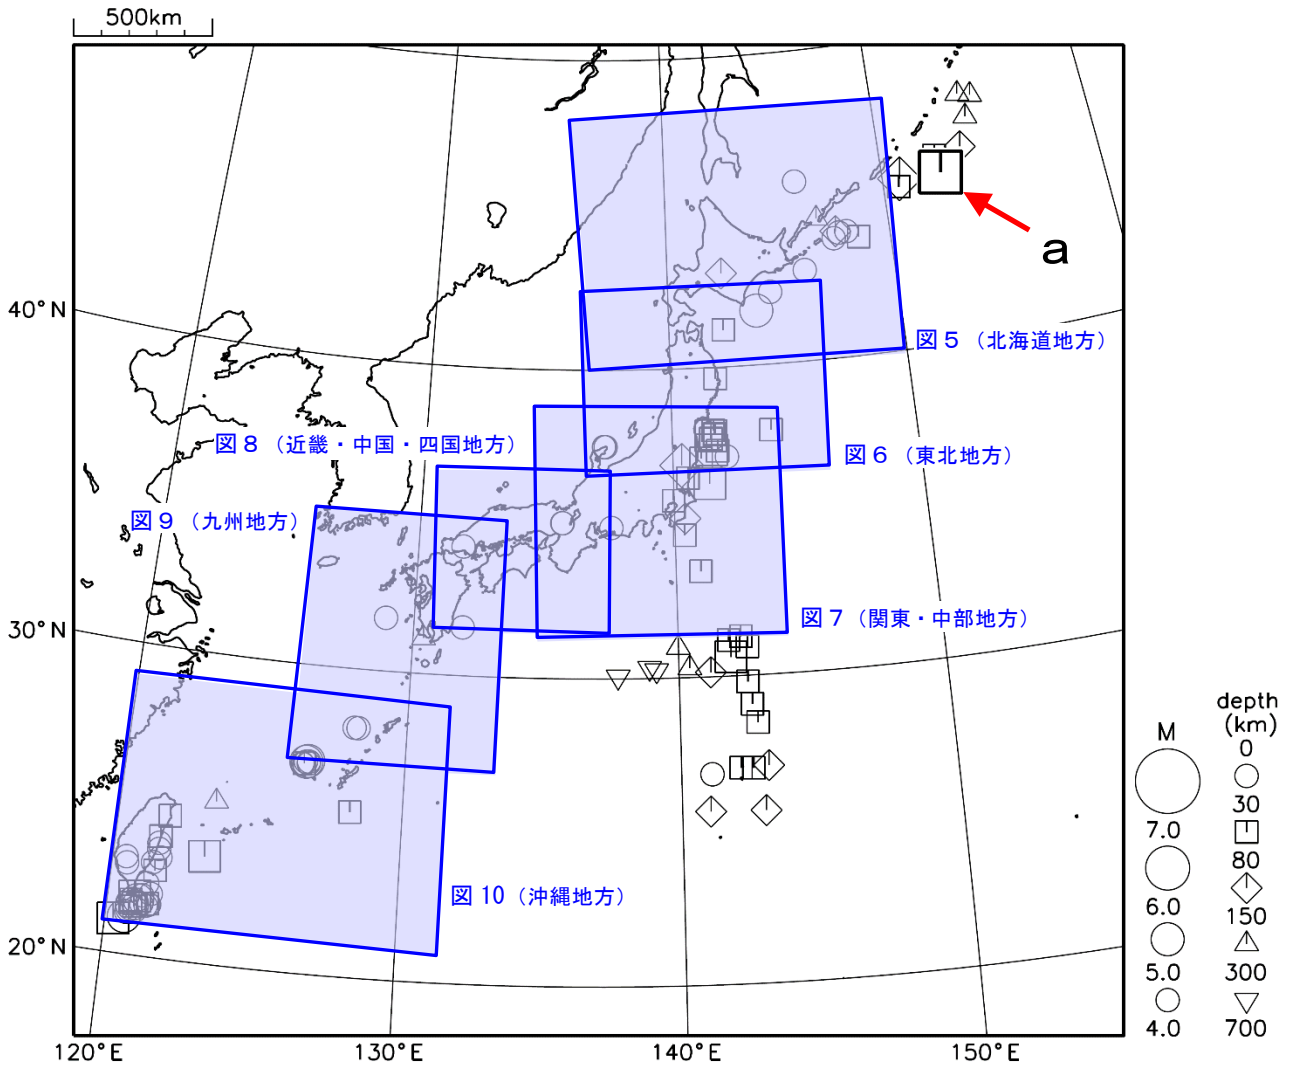 500km
a
40°N
図5（北海道地方）
図8（近畿・中国・四国地方）
図6（東北地方）
図9（九州地方）
図7（関東・中部地方）
30°N
図10（沖縄地方）
20°N
120°E
130°E
140°E
150°E
M
7.0
6.0
5.0
4.0
depth
(km)
0
30
80
150
300
700